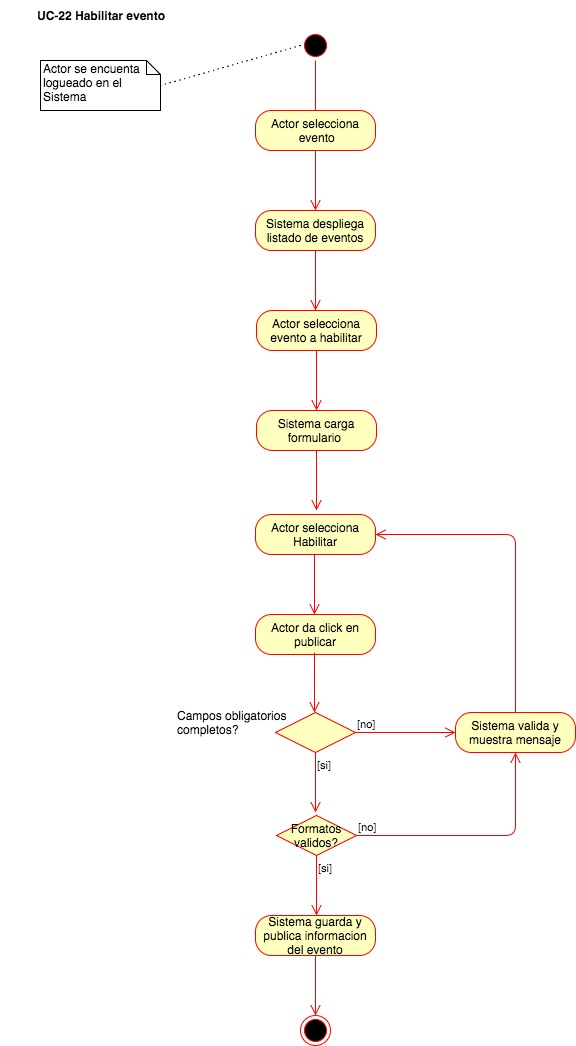 UC-22 Habilitar evento
Actor se encuenta
logueado en el
Sistema
Actor selecciona
evento
Sistema despliega
listado de eventos
Actor selecciona
evento a habilitar
Sistema carga
formulario
Actor selecciona
Habilitar
Actor da click en
publicar
Campos obligatorios
completos?
[no]
Sistema valida y
muestra mensaje
[si]
Formatos
validos?
[no]
[si]
Sistema guarda y
publica informacion
del evento